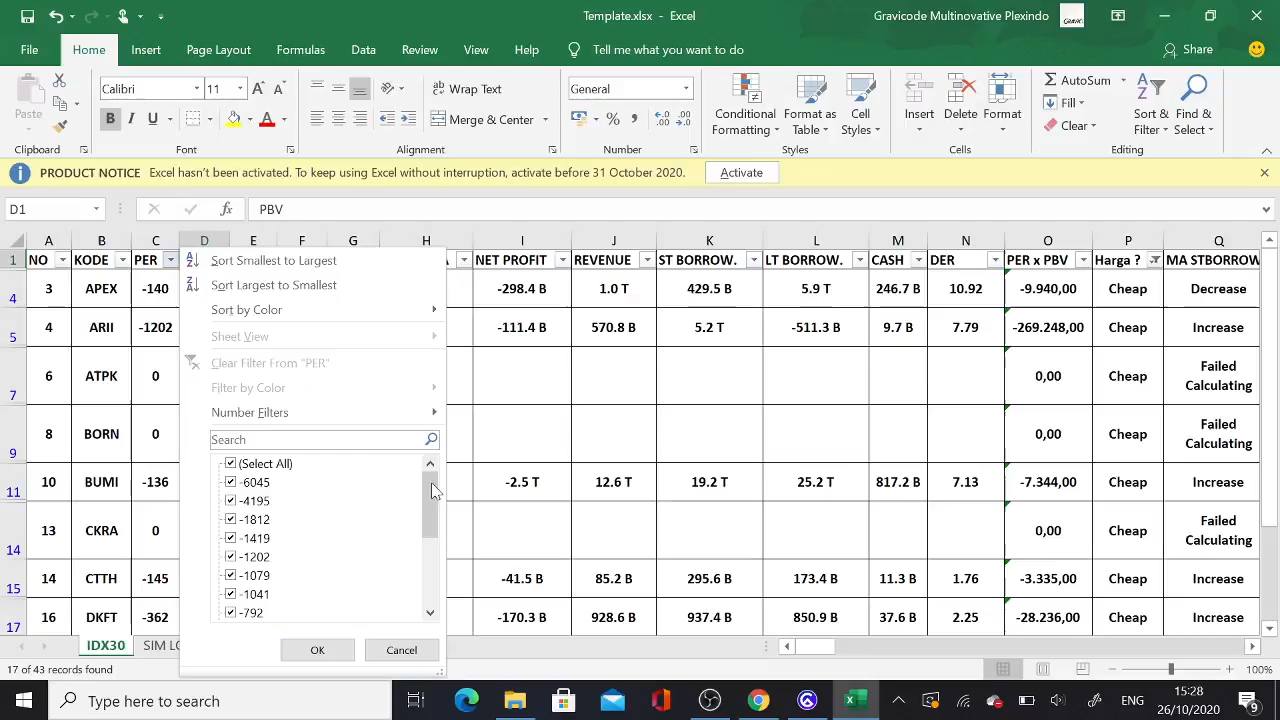 Template.xlsx - Excel
Gravicode Multinovative Plexindo
File Home Insert Page Layout Formulas Data Review View Help Tell me what you want to do Share
Paste
Clipboard
Calibri 11
B I U
Font
Wrap Text
Merge & Center
Alignment
General
%
Number
Conditional Formatting
Format as Table
Cell Styles
Styles
Insert
Delete
Format
Cells
AutoSum
Fill
Clear
Sort & Filter
Find & Select
Editing
PRODUCT NOTICE Excel hasn't been activated. To keep using Excel without interruption, activate before 31 October 2020. Activate
D1 fx PBV
A B C D E F G H I J K L M N O P Q
1 NO KODE PER NET PROFIT REVENUE ST BORROW. LT BORROW. CASH DER PER x PBV Harga ? MA STBORROW
4 3 APEX -140 -298.4 B 1.0 T 429.5 B 5.9 T 246.7 B 10.92 -9.940,00 Cheap Decrease
5 4 ARII -1202 -111.4 B 570.8 B 5.2 T -511.3 B 9.7 B 7.79 -269.248,00 Cheap Increase
7 6 ATPK 0 0,00 Cheap Failed Calculating
9 8 BORN 0 0,00 Cheap Failed Calculating
11 10 BUMI -136 -2.5 T 12.6 T 19.2 T 25.2 T 817.2 B 7.13 -7.344,00 Cheap Increase
14 13 CKRA 0 0,00 Cheap Failed Calculating
15 14 CTTH -145 -41.5 B 85.2 B 295.6 B 173.4 B 11.3 B 1.76 -3.335,00 Cheap Increase
17 16 DKFT -362 -170.3 B 928.6 B 937.4 B 850.9 B 37.6 B 2.25 -28.236,00 Cheap Increase
Sort Smallest to Largest
Sort Largest to Smallest
Sort by Color
Sheet View
Clear Filter From "PER"
Filter by Color
Number Filters
Search
(Select All)
-6045
-4195
-1812
-1419
-1202
-1079
-1041
-792
OK Cancel
IDX30 SIM LO
17 of 43 records found 100%
Type here to search
ENG 15:28
26/10/2020
9